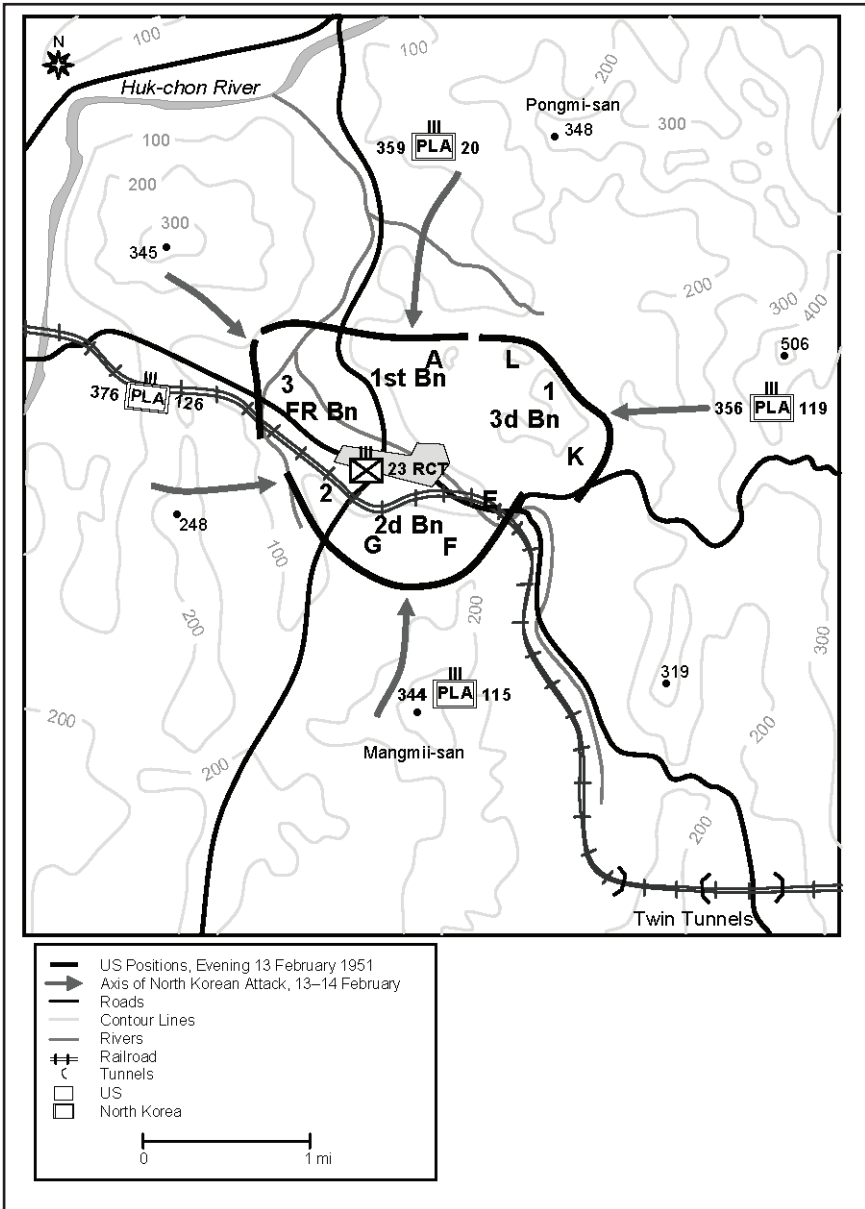 100
100
N
200
Huk-chon River
Pongmi-san
348
300
359 PLA 20
100
200
300
345
200
300
400
506
A
L
1st Bn
1
3
FR Bn
3d Bn
376 PLA 126
356 PLA 119
K
23 RCT
2
E
248
2d Bn
G
F
100
200
200
300
319
344 PLA 115
200
200
200
Mangmii-san
200
Twin Tunnels
US Positions, Evening 13 February 1951
Axis of North Korean Attack, 13–14 February
Roads
Contour Lines
Rivers
Railroad
Tunnels
US
North Korea
0
1 mi